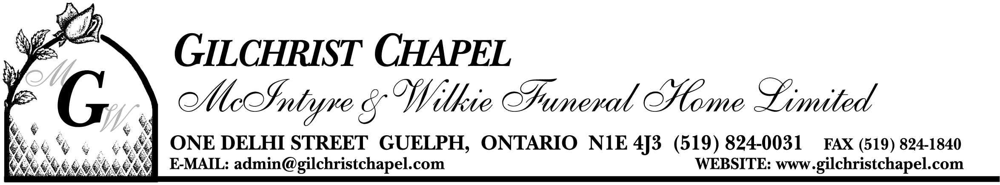 M
G
W
GILCHRIST CHAPEL
McIntyre & Wilkie Funeral Home Limited
ONE DELHI STREET GUELPH, ONTARIO N1E 4J3 (519) 824-0031 FAX (519) 824-1840
E-MAIL: admin@gilchristchapel.com WEBSITE: www.gilchristchapel.com